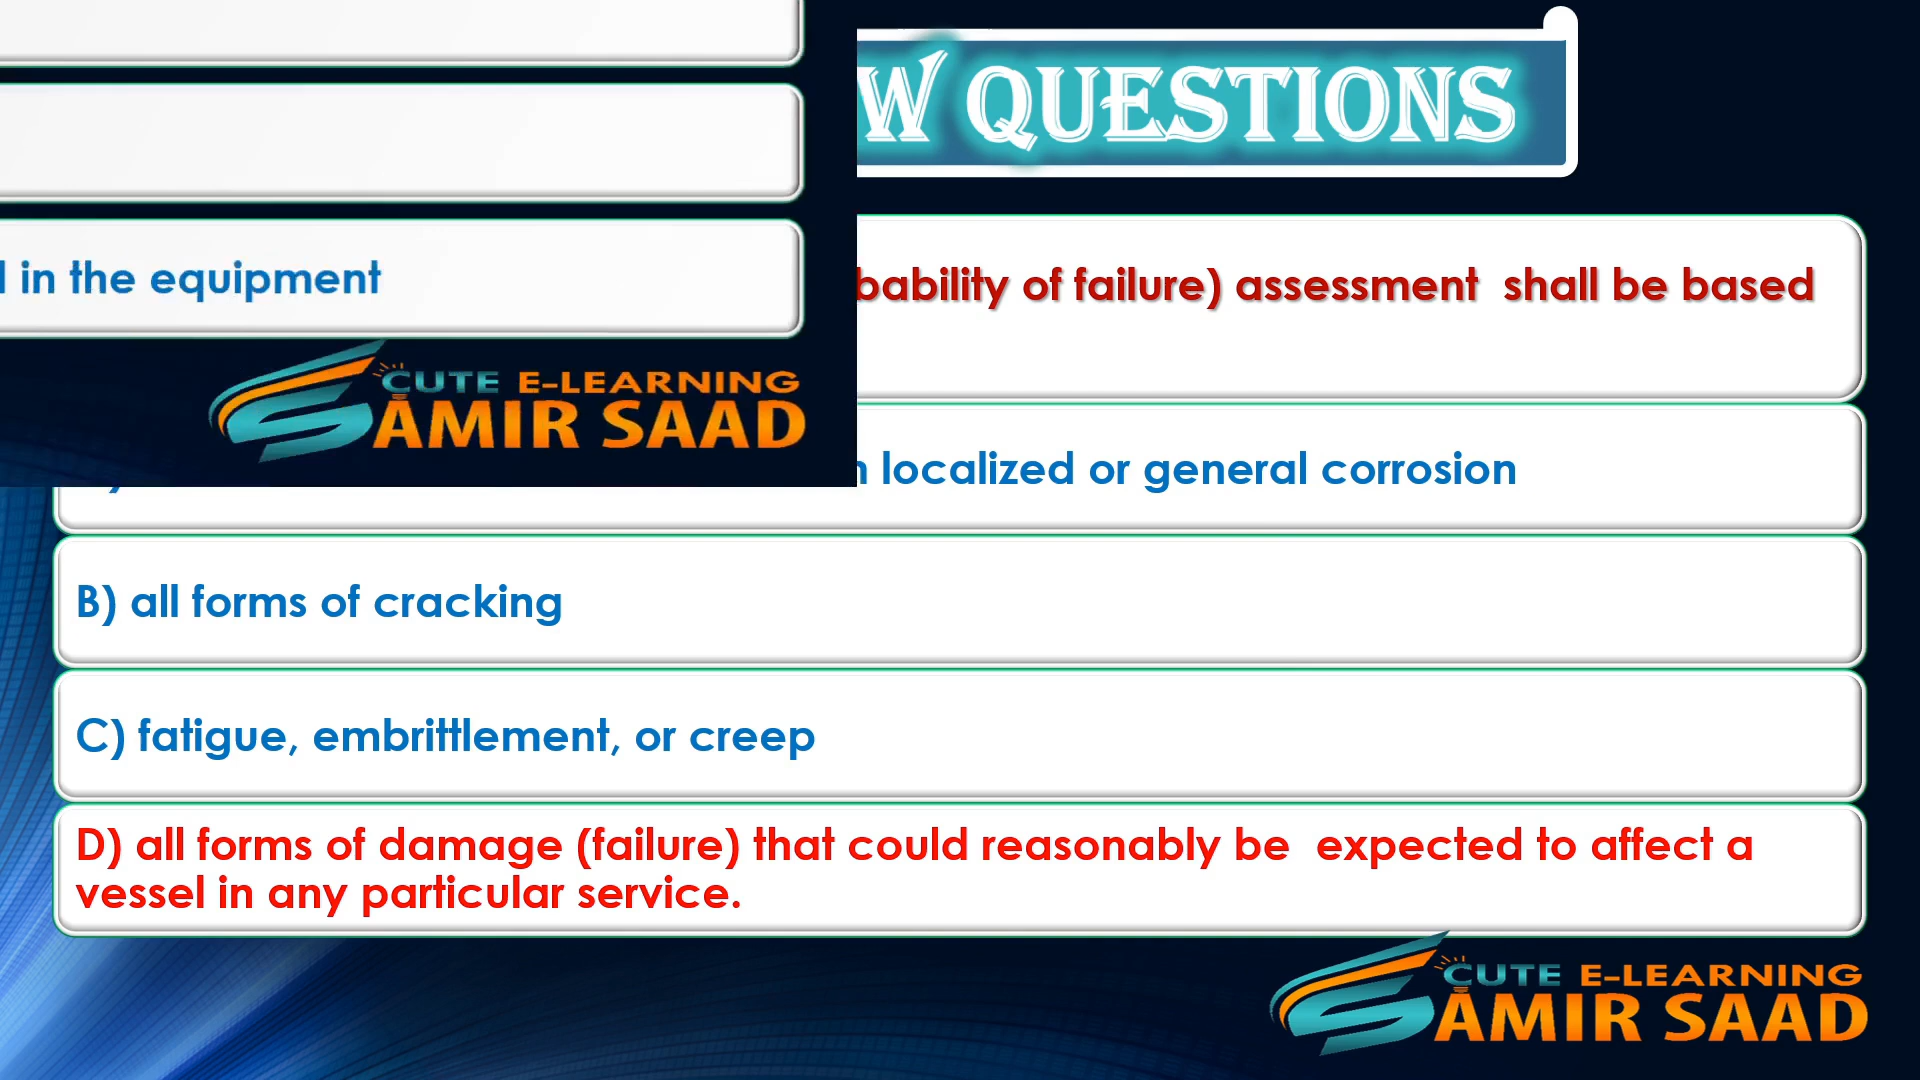 W QUESTIONS
in the equipment
CUTE E-LEARNING
AMIR SAAD
of failure) assessment shall be based
localized or general corrosion
B) all forms of cracking
C) fatigue, embrittlement, or creep
D) all forms of damage (failure) that could reasonably be expected to affect a
vessel in any particular service.
CUTE E-LEARNING
AMIR SAAD